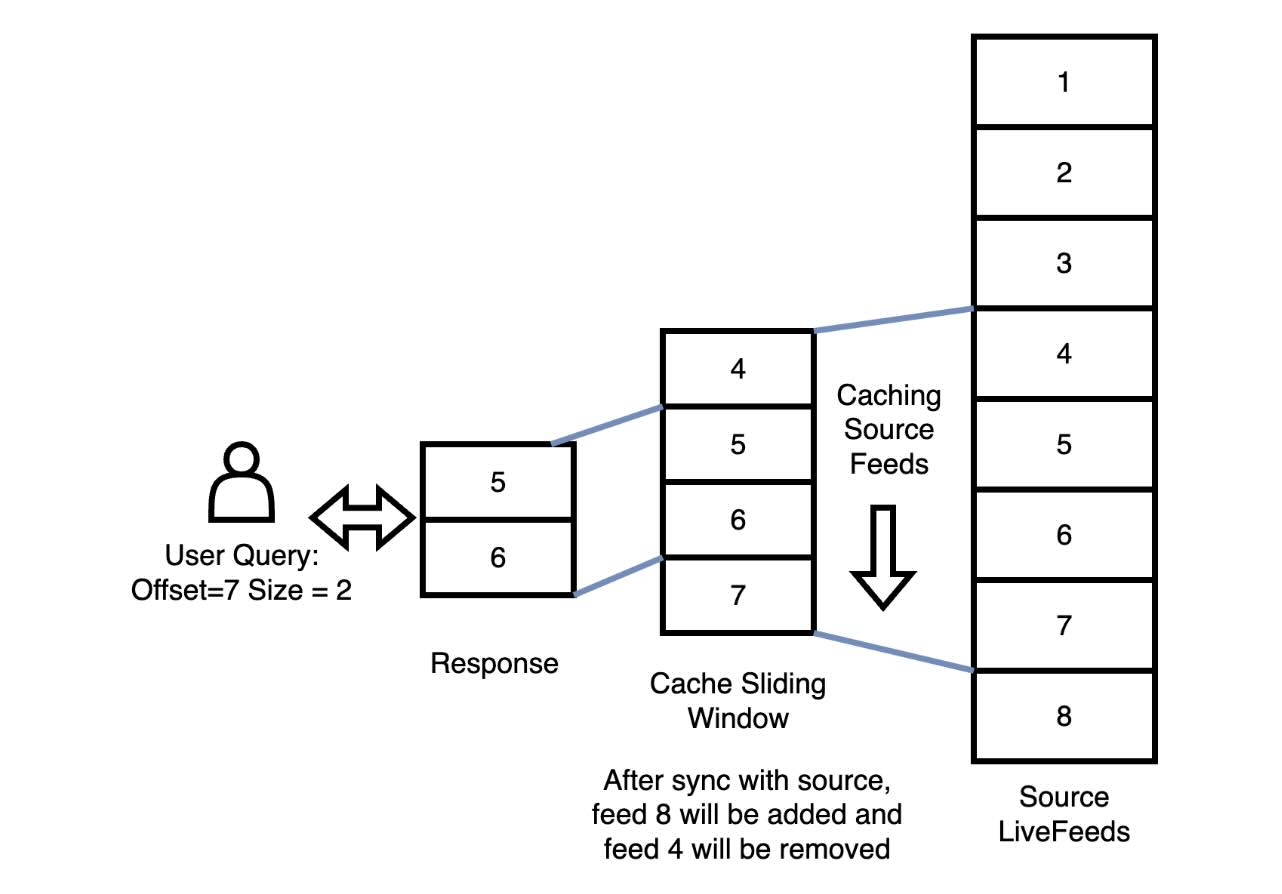 User Query:
Offset=7 Size = 2
5
6
Response
4
5
6
7
Cache Sliding
Window
After sync with source,
feed 8 will be added and
feed 4 will be removed
Caching
Source
Feeds
1
2
3
4
5
6
7
8
Source
LiveFeeds